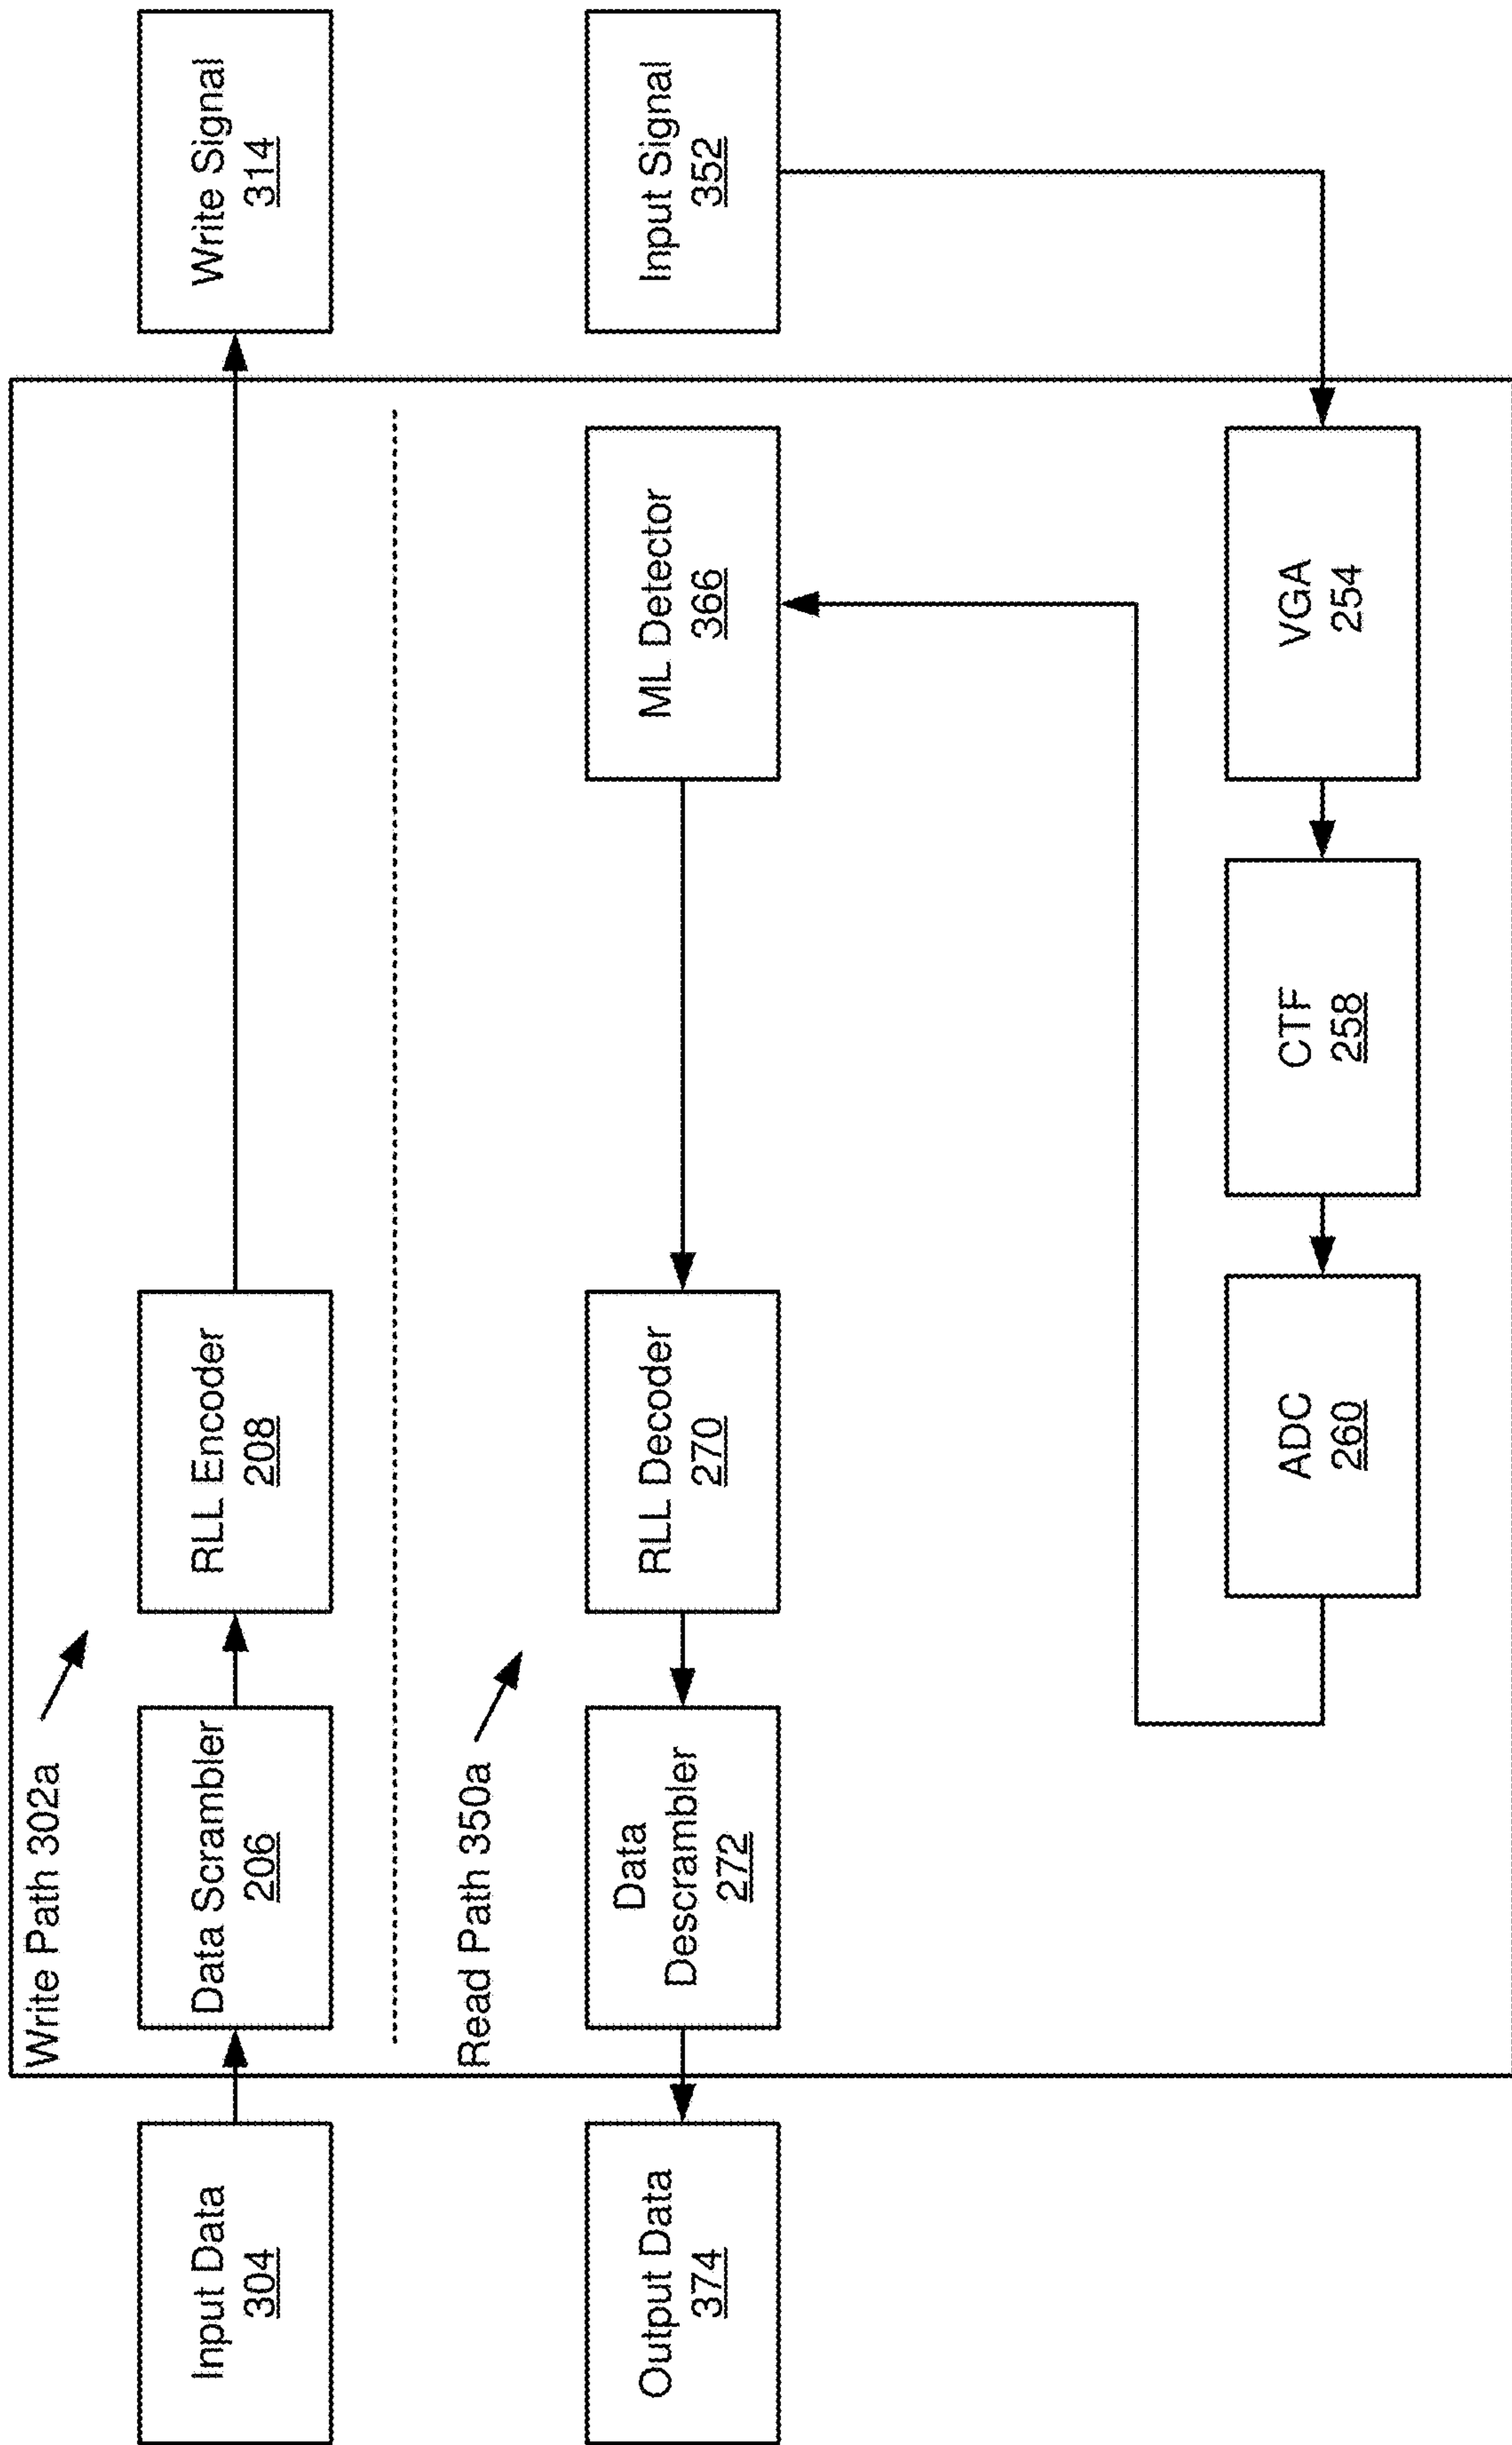 Write Path 302a
Input Data
304
Data Scrambler
206
RLL Encoder
208
Write Signal
314
Read Path 350a
Output Data
374
Data
Descrambler
272
RLL Decoder
270
ML Detector
366
Input Signal
352
ADC
260
CTF
258
VGA
254